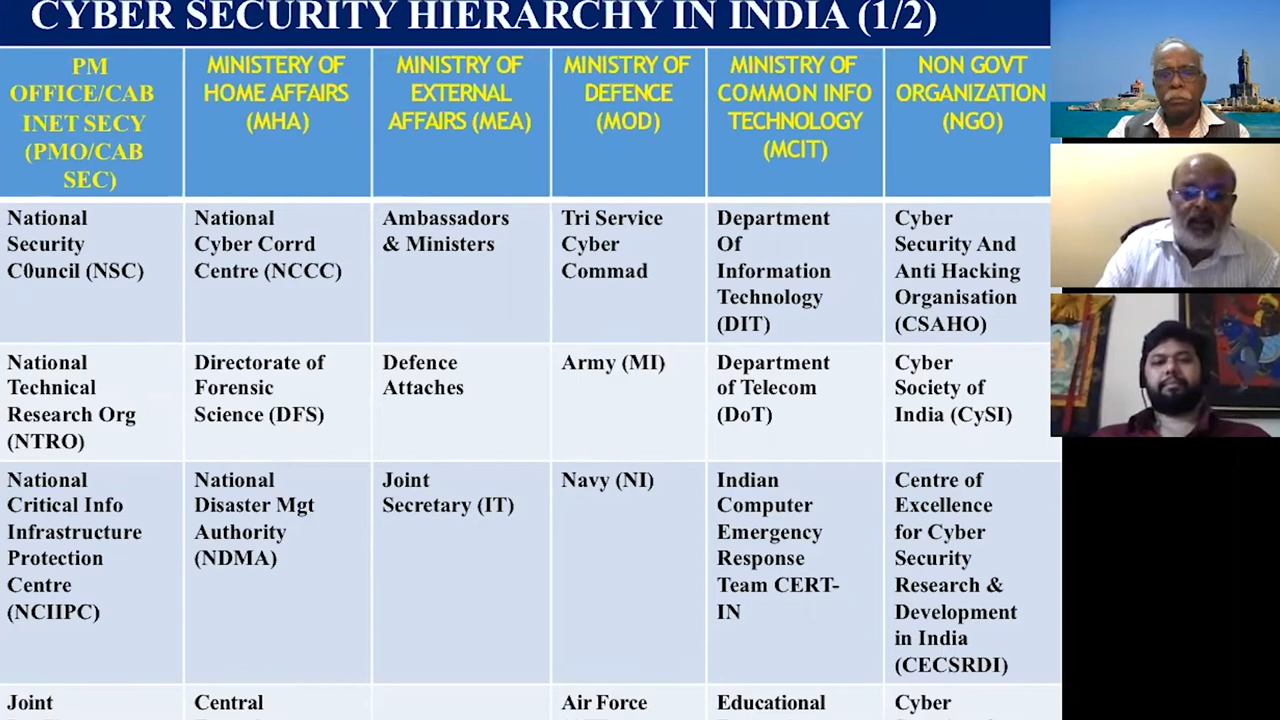 CYBER SECURITY HIERARCHY IN INDIA (1/2)
PM
OFFICE/CAB
INET SECY
(PMO/CAB
SEC)
MINISTERY OF
HOME AFFAIRS
(MHA)
MINISTRY OF
EXTERNAL
AFFAIRS (MEA)
MINISTRY OF
DEFENCE
(MOD)
MINISTRY OF
COMMON INFO
TECHNOLOGY
(MCIT)
NON GOVT
ORGANIZATION
(NGO)
National
Security
C0uncil (NSC)
National
Cyber Corrd
Centre (NCCC)
Ambassadors
& Ministers
Tri Service
Cyber
Commad
Department
Of
Information
Technology
(DIT)
Cyber
Security And
Anti Hacking
Organisation
(CSAHO)
National
Technical
Research Org
(NTRO)
Directorate of
Forensic
Science (DFS)
Defence
Attaches
Army (MI)
Department
of Telecom
(DoT)
Cyber
Society of
India (CySI)
National
Critical Info
Infrastructure
Protection
Centre
(NCIIPC)
National
Disaster Mgt
Authority
(NDMA)
Joint
Secretary (IT)
Navy (NI)
Indian
Computer
Emergency
Response
Team CERT-
IN
Centre of
Excellence
for Cyber
Security
Research &
Development
in India
(CECSRDI)
Joint
Central
Air Force
Educational
Cyber